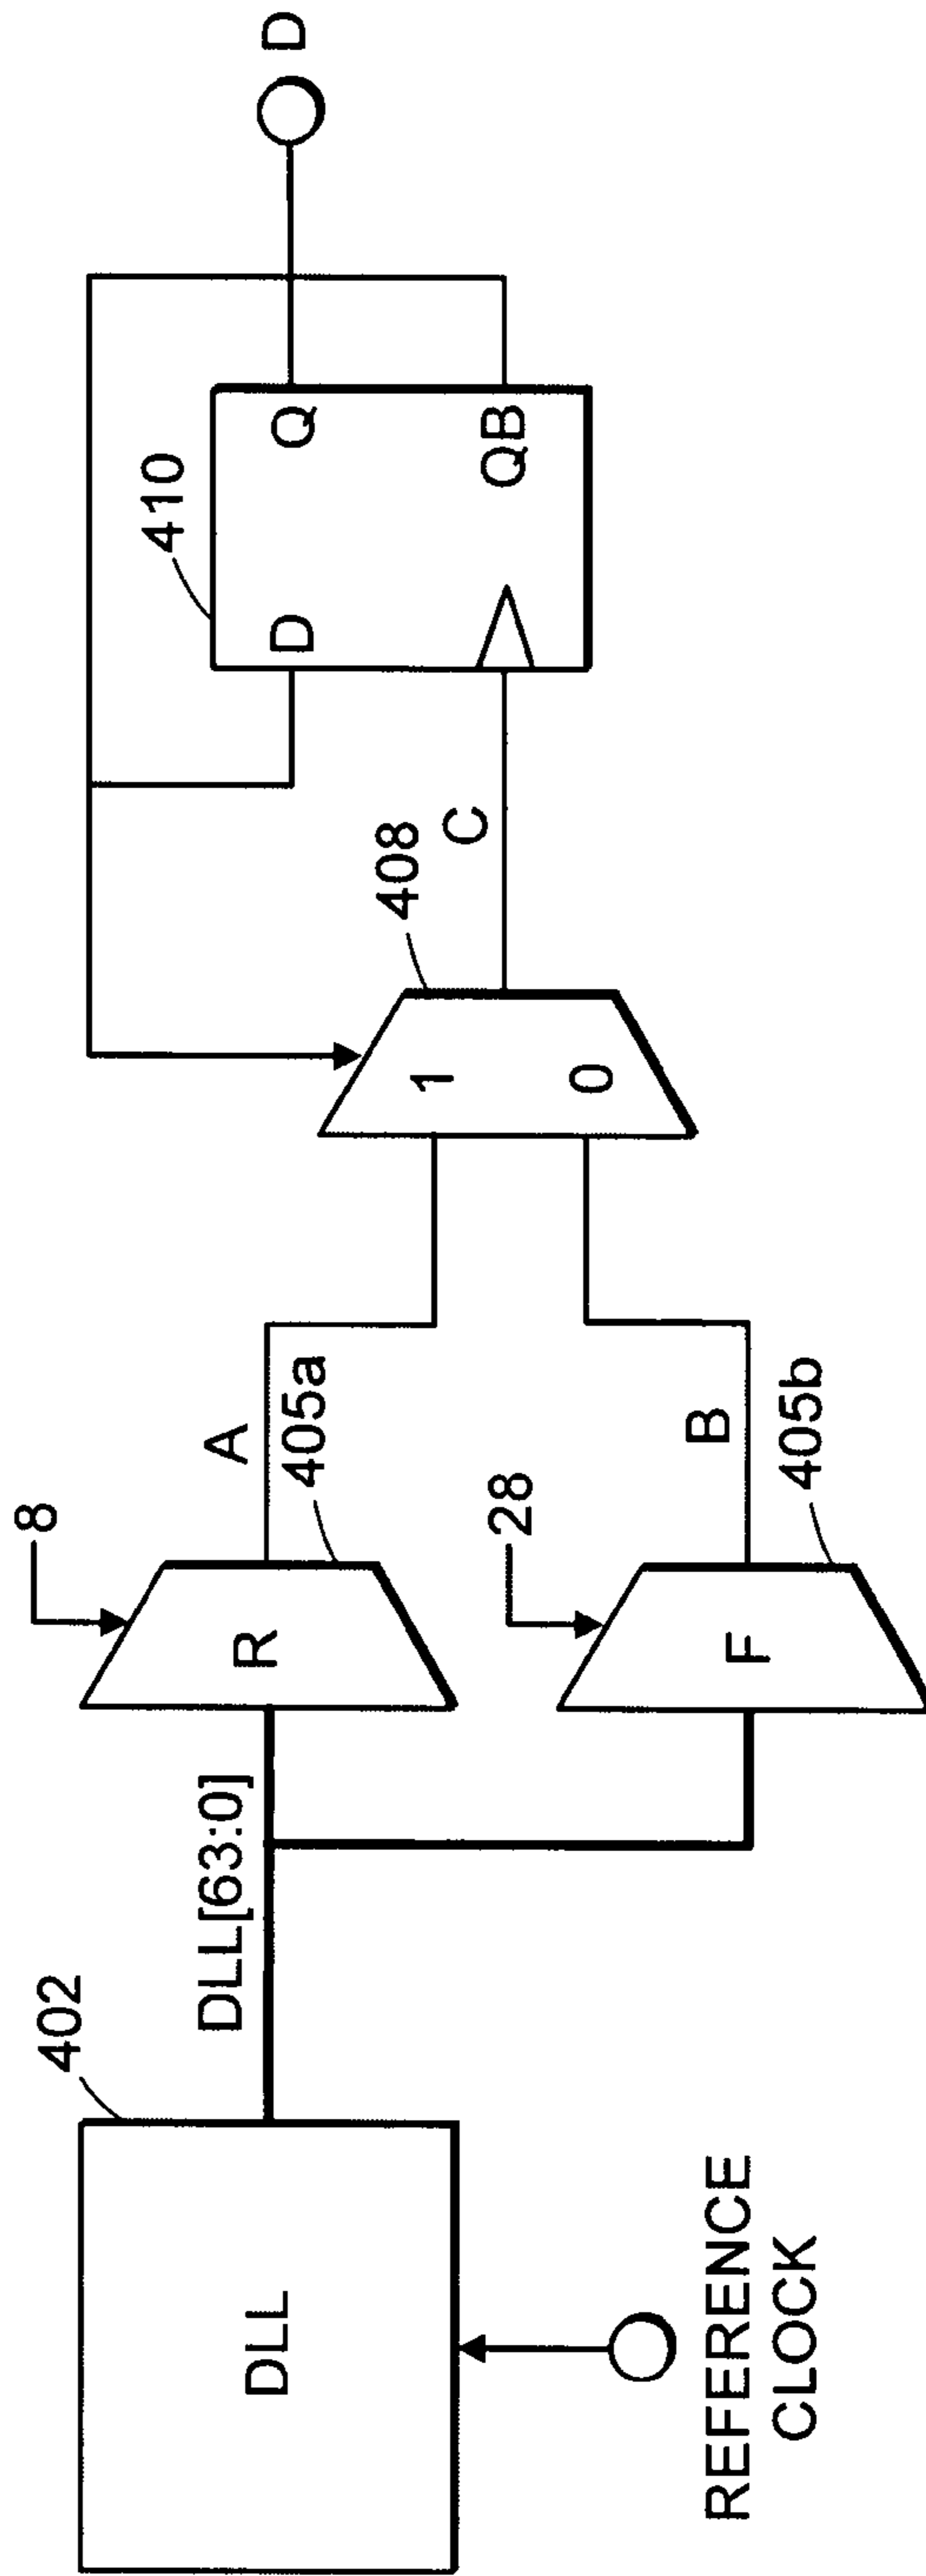 402
DLL
REFERENCE
CLOCK
DLL[63:0]
8
R
A
405a
28
F
B
405b
1
0
408
C
410
D
Q
QB
D